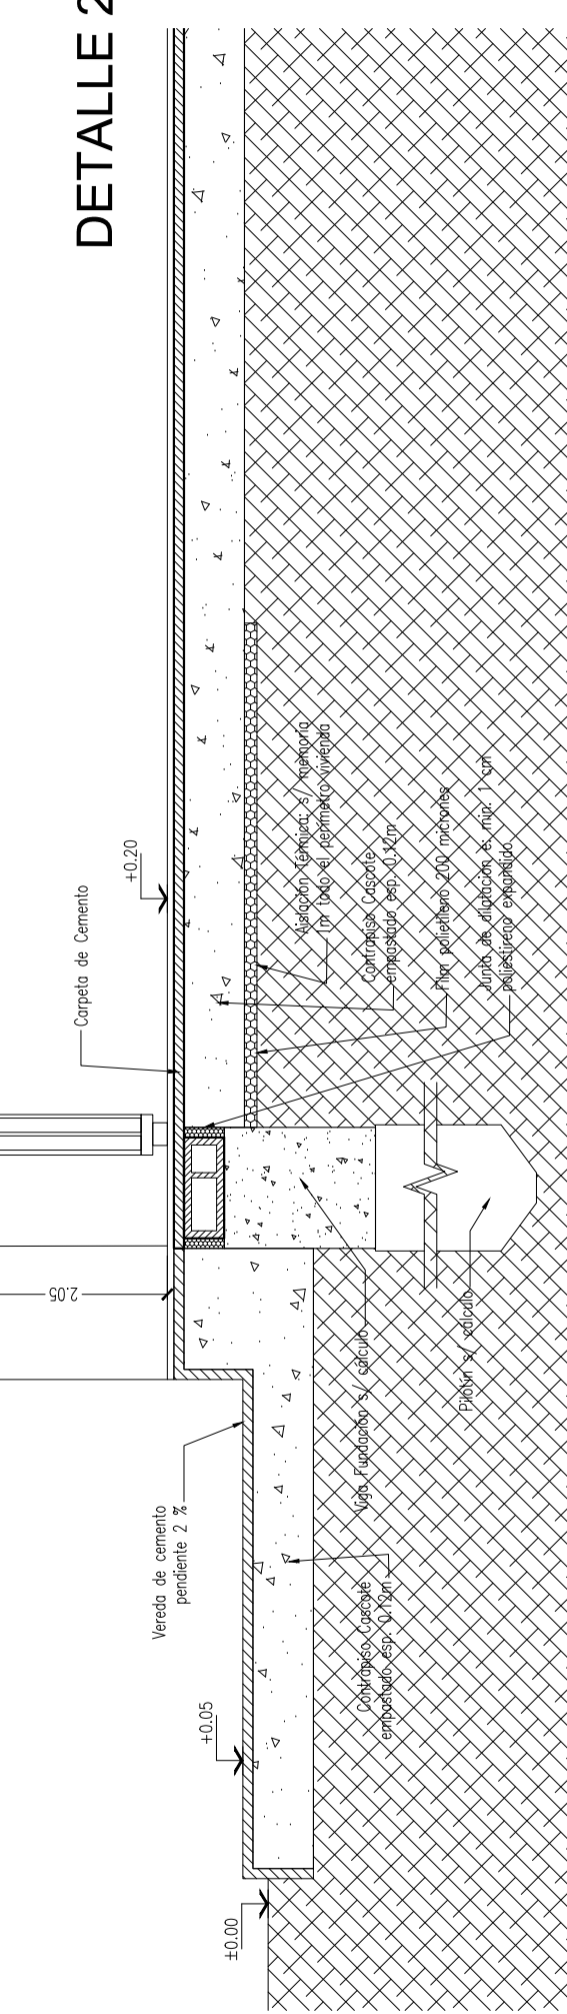 DETALLE 2
±0.00
+0.05
Vereda de cemento
pendiente 2 %
2.05
Carpeta de Cemento
+0.20
Aislación Térmica: s/ memoria
1m todo el perímetro vivienda
Contrapiso Cascote
empastado esp. 0.12m
Film polietileno 200 micrones
Junta de dilatación e: min. 1 cm
poliestireno expandido
Viga Fundación s/ cálculo
Pilotín s/ cálculo
Contrapiso Cascote
empastado esp. 0.12m